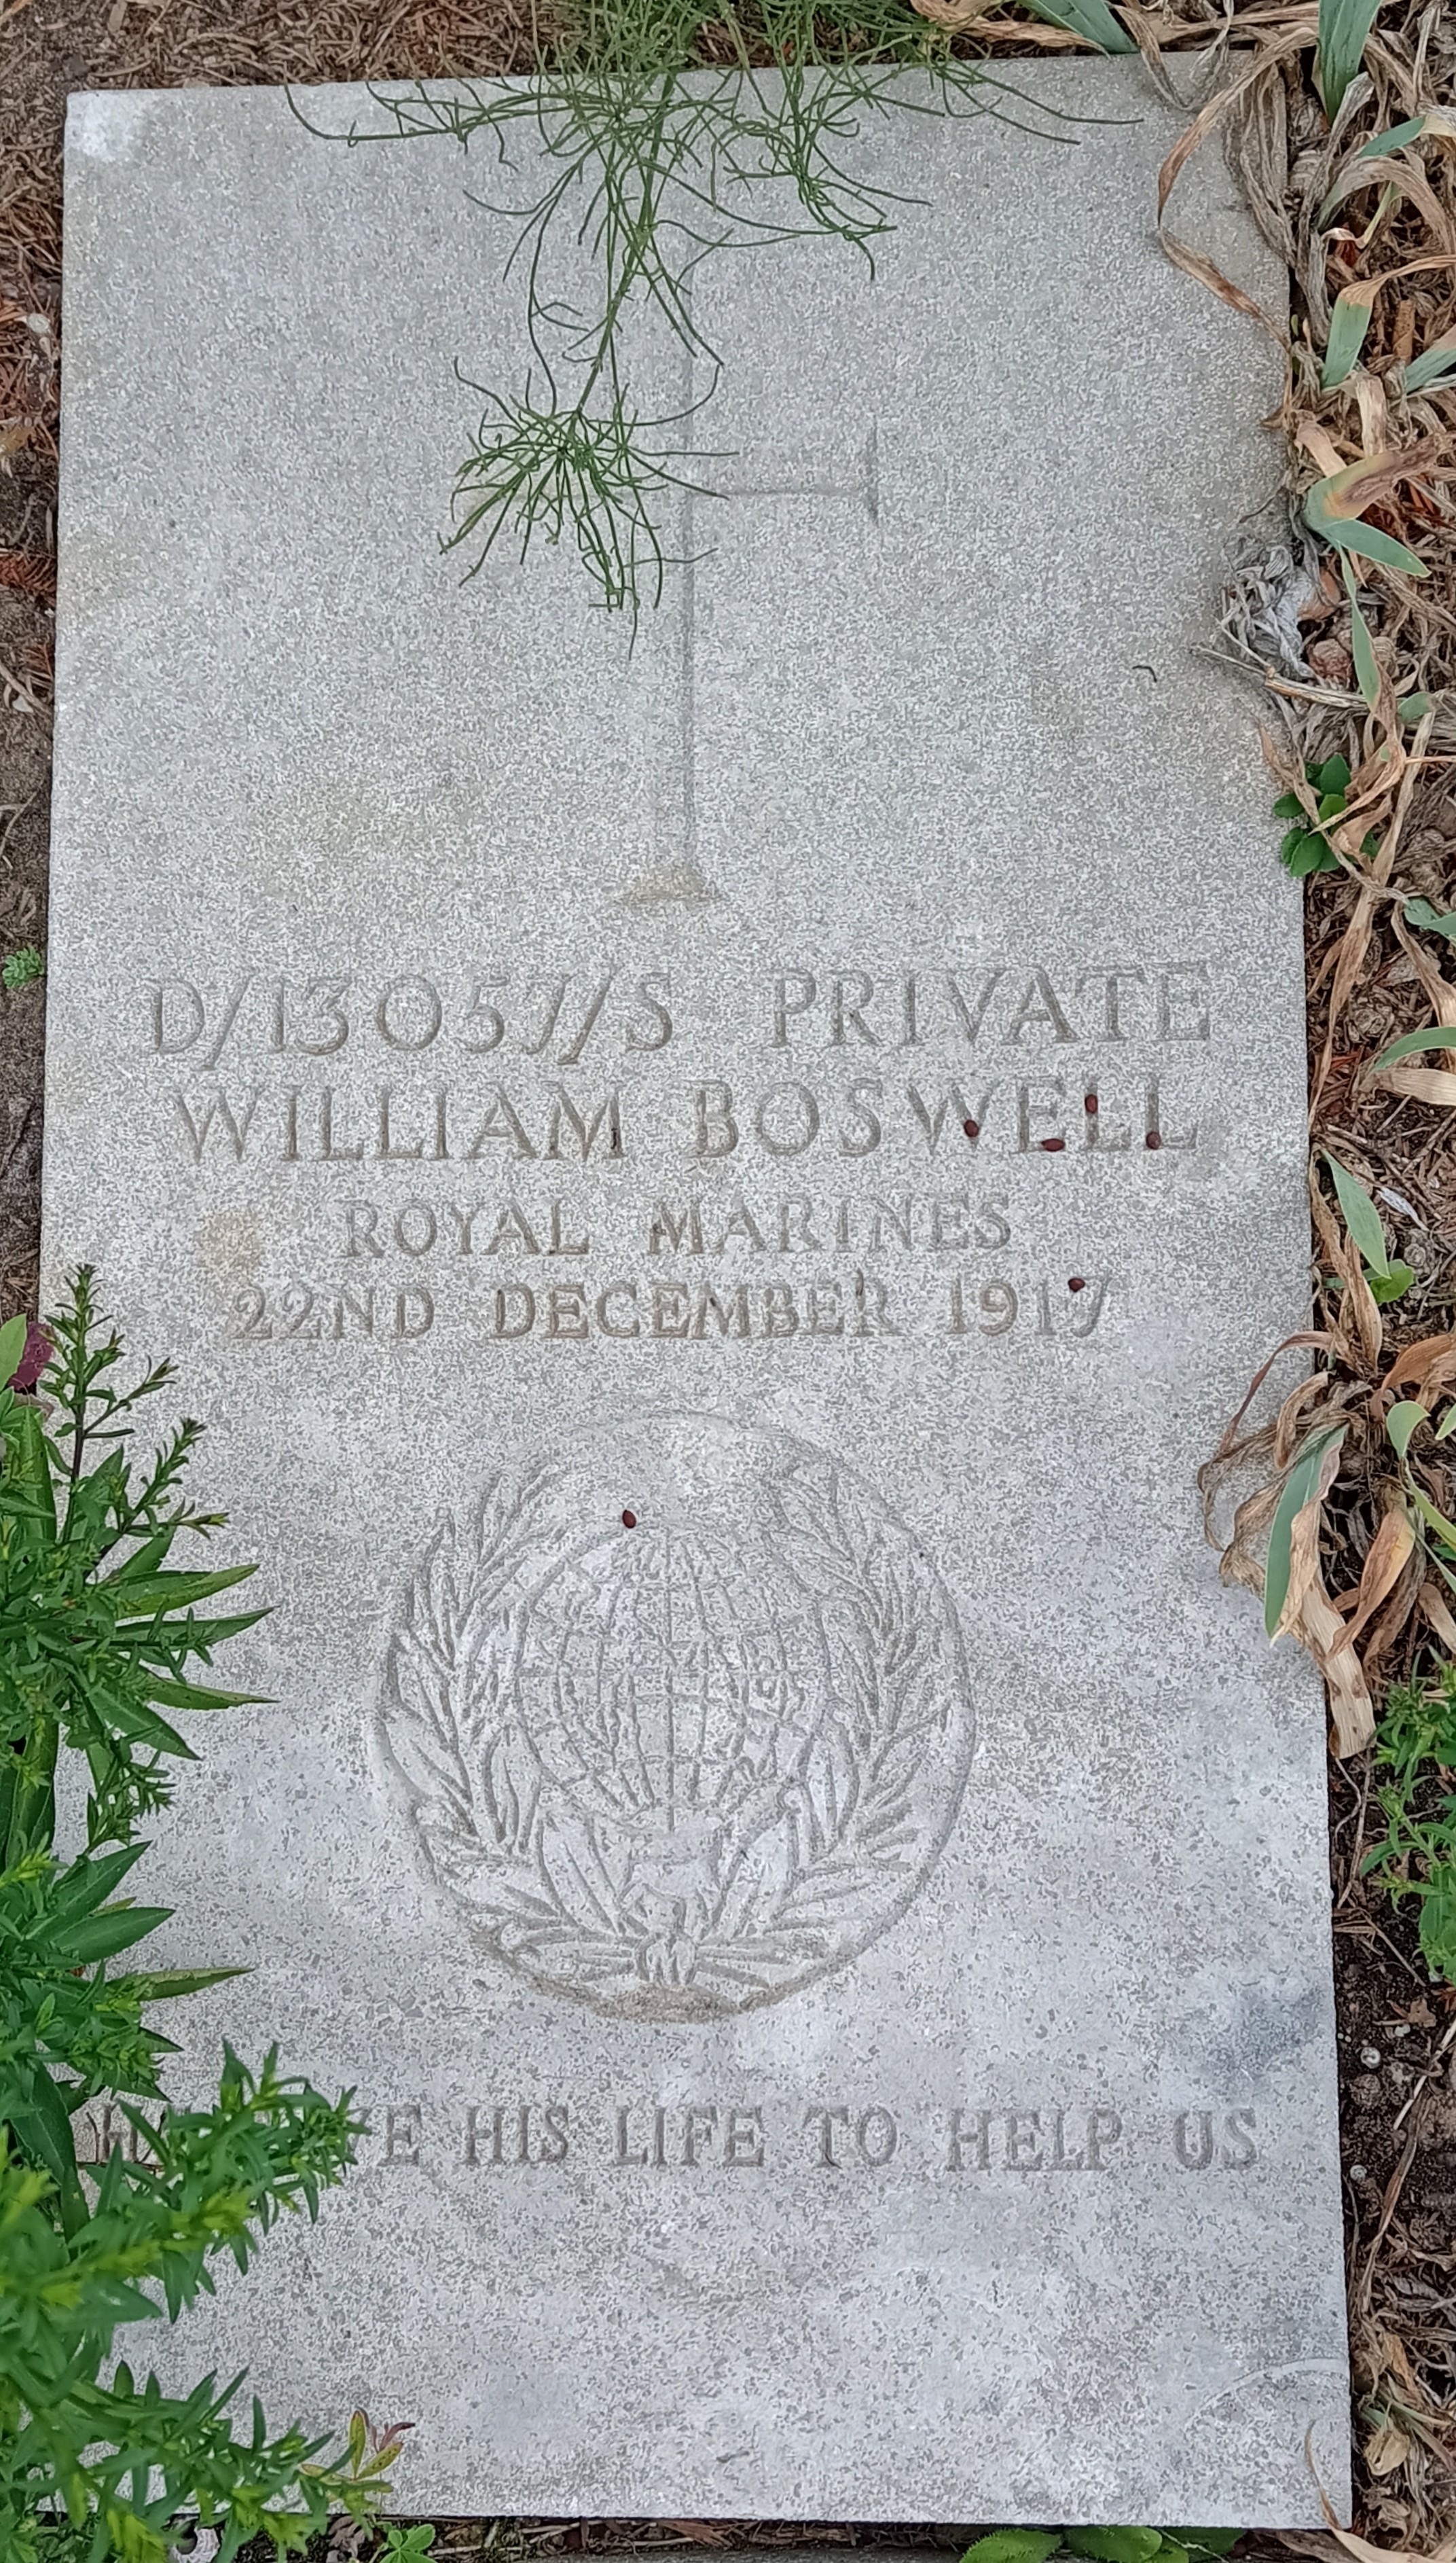 D/13057/S PRIVATE
WILLIAM BOSWELL
ROYAL MARINES
22ND DECEMBER 1917
HIS LIFE TO HELP US